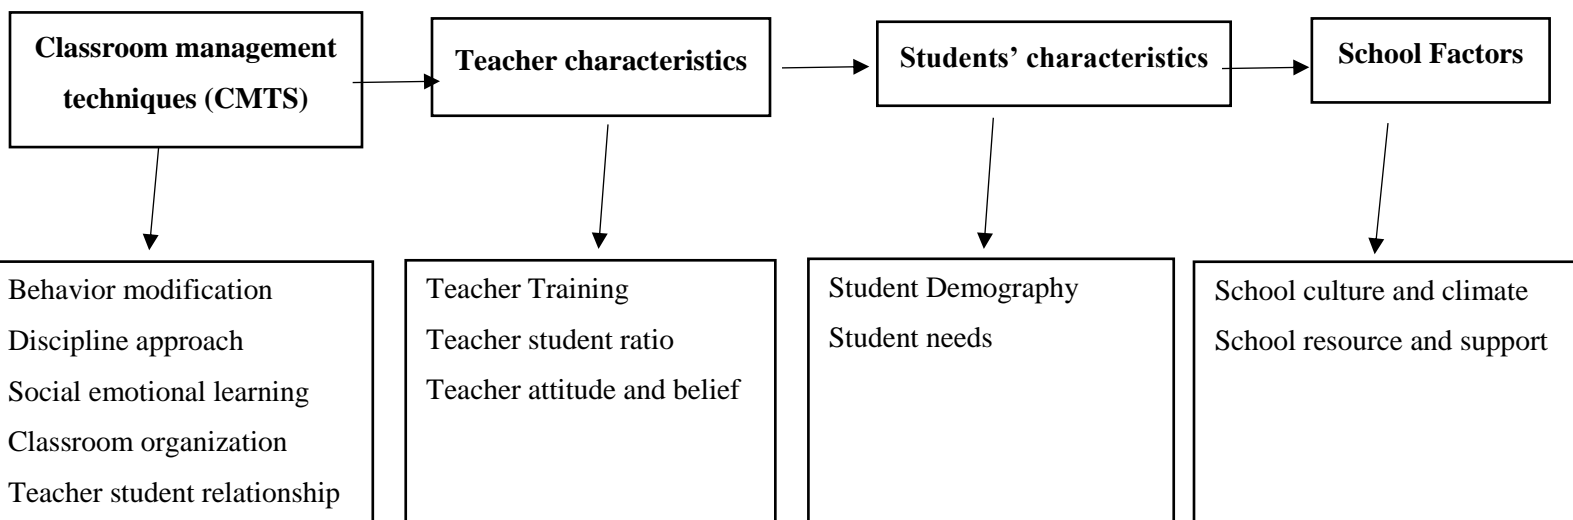 Classroom management
techniques (CMTS)
Teacher characteristics
Students’ characteristics
School Factors
Behavior modification
Discipline approach
Social emotional learning
Classroom organization
Teacher student relationship
Teacher Training
Teacher student ratio
Teacher attitude and belief
Student Demography
Student needs
School culture and climate
School resource and support